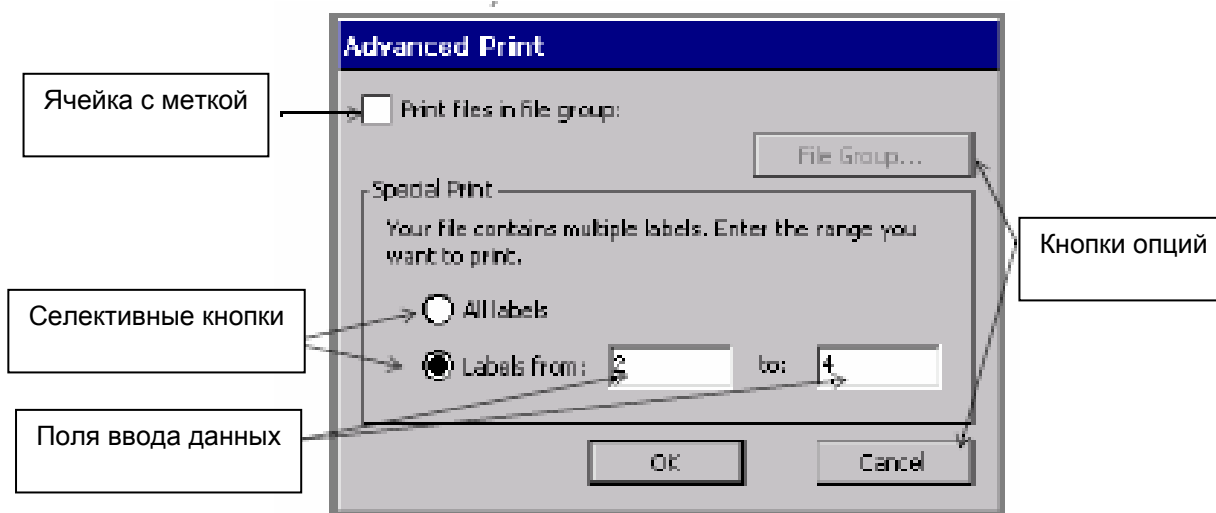 Advanced Print
Ячейка с меткой
Print files in file group:
File Group...
Special Print
Your file contains multiple labels. Enter the range you
want to print.
Кнопки опций
Селективные кнопки
All labels
Labels from: 2 to: 4
Поля ввода данных
OK Cancel